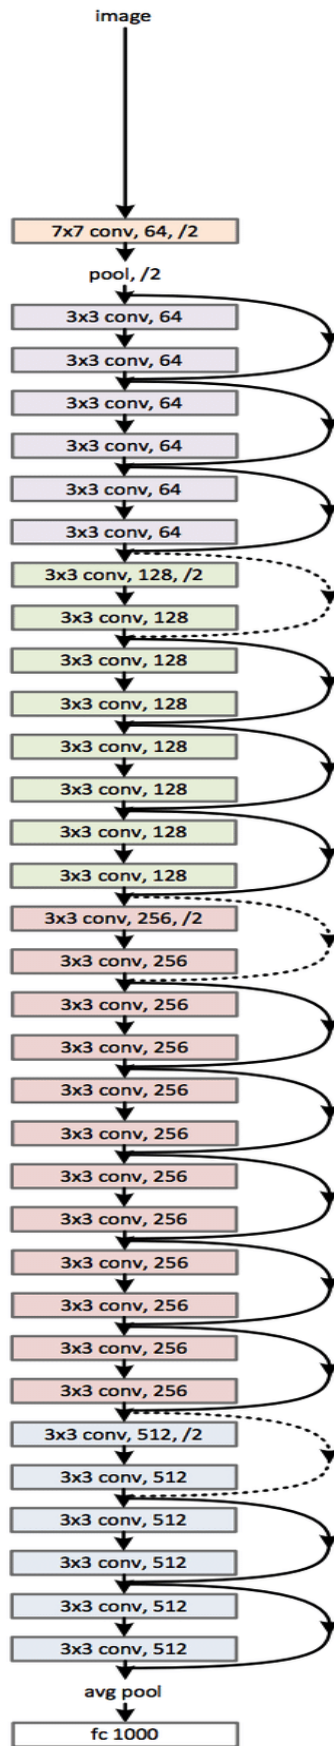 image
7x7 conv, 64, /2
pool, /2
3x3 conv, 64
3x3 conv, 64
3x3 conv, 64
3x3 conv, 64
3x3 conv, 64
3x3 conv, 64
3x3 conv, 128, /2
3x3 conv, 128
3x3 conv, 128
3x3 conv, 128
3x3 conv, 128
3x3 conv, 128
3x3 conv, 128
3x3 conv, 128
3x3 conv, 256, /2
3x3 conv, 256
3x3 conv, 256
3x3 conv, 256
3x3 conv, 256
3x3 conv, 256
3x3 conv, 256
3x3 conv, 256
3x3 conv, 256
3x3 conv, 256
3x3 conv, 256
3x3 conv, 256
3x3 conv, 512, /2
3x3 conv, 512
3x3 conv, 512
3x3 conv, 512
3x3 conv, 512
3x3 conv, 512
avg pool
fc 1000